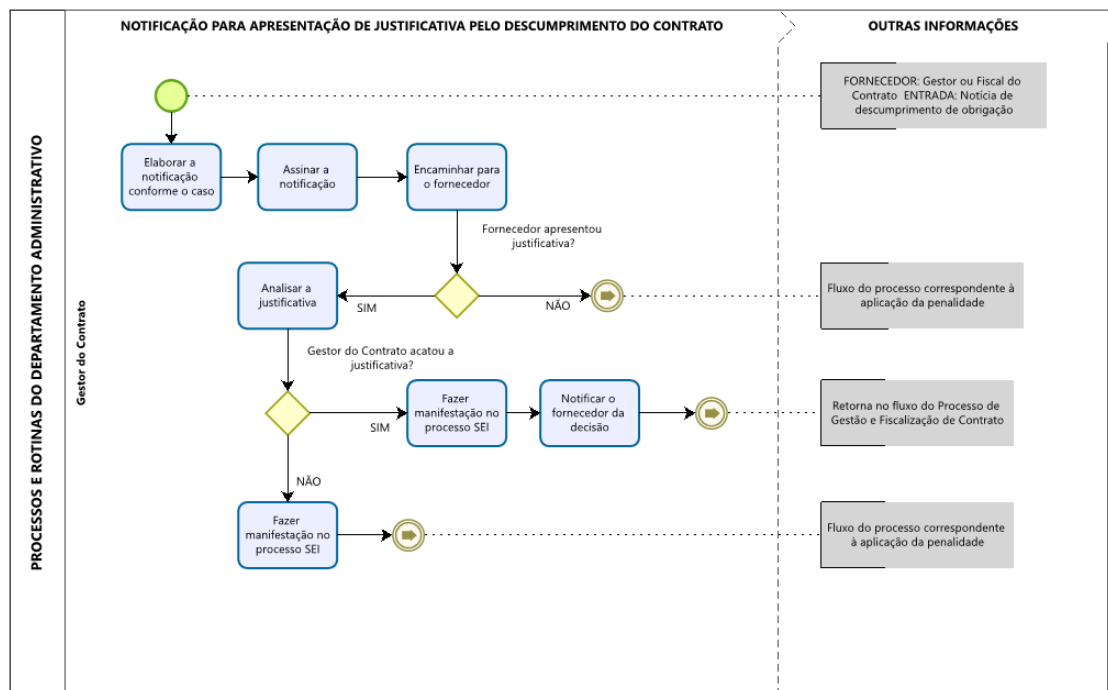 NOTIFICAÇÃO PARA APRESENTAÇÃO DE JUSTIFICATIVA PELO DESCUMPRIMENTO DO CONTRATO
OUTRAS INFORMAÇÕES
PROCESSOS E ROTINAS DO DEPARTAMENTO ADMINISTRATIVO
Gestor do Contrato
FORNECEDOR: Gestor ou Fiscal do
Contrato ENTRADA: Notícia de
descumprimento de obrigação
Elaborar a
notificação
conforme o caso
Assinar a
notificação
Encaminhar para
o fornecedor
Fornecedor apresentou
justificativa?
Analisar a
justificativa
SIM
NÃO
Fluxo do processo correspondente à
aplicação da penalidade
Gestor do Contrato acatou a
justificativa?
SIM
Fazer
manifestação no
processo SEI
Notificar o
fornecedor da
decisão
Retorna no fluxo do Processo de
Gestão e Fiscalização de Contrato
NÃO
Fazer
manifestação no
processo SEI
Fluxo do processo correspondente
à aplicação da penalidade